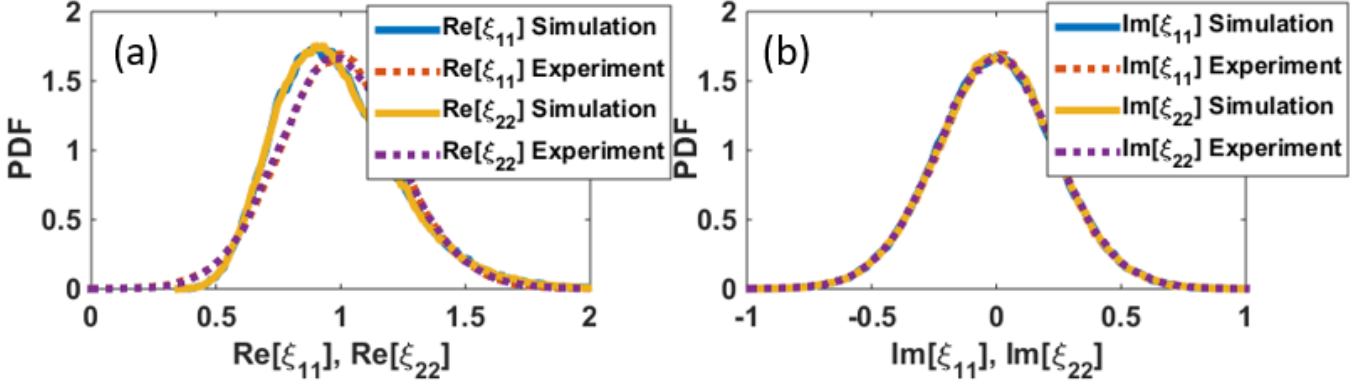 (a)
Re[ξ11] Simulation
Re[ξ11] Experiment
Re[ξ22] Simulation
Re[ξ22] Experiment
PDF
2
1.5
1
0.5
0
0 0.5 1 1.5 2
Re[ξ11], Re[ξ22]
(b)
Im[ξ11] Simulation
Im[ξ11] Experiment
Im[ξ22] Simulation
Im[ξ22] Experiment
PDF
2
1.5
1
0.5
0
-1 -0.5 0 0.5 1
Im[ξ11], Im[ξ22]